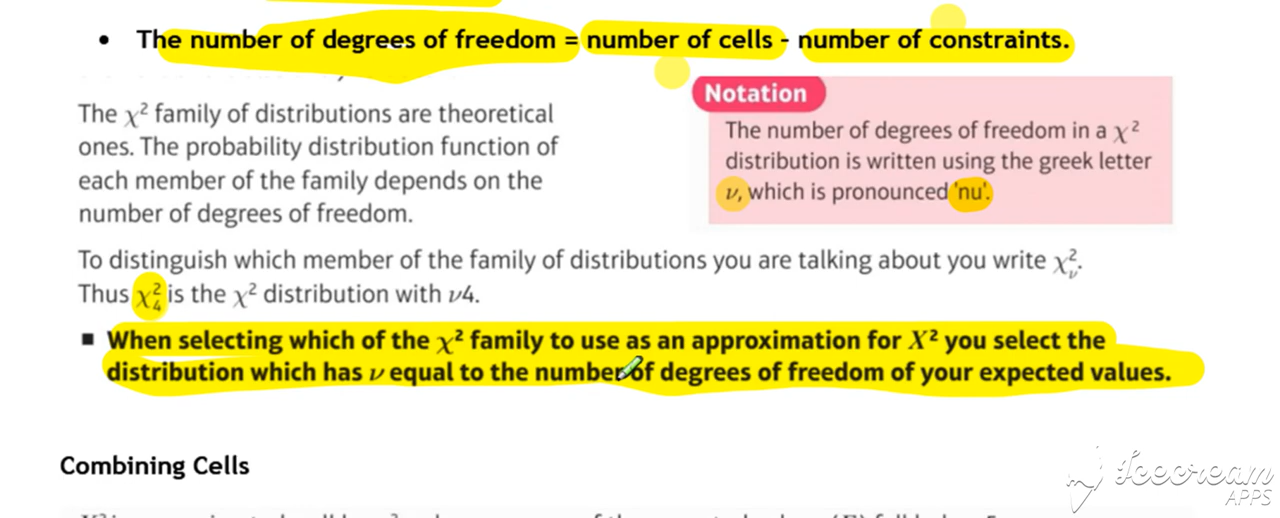 • The number of degrees of freedom = number of cells - number of constraints.
The χ² family of distributions are theoretical
ones. The probability distribution function of
each member of the family depends on the
number of degrees of freedom.
Notation
The number of degrees of freedom in a χ²
distribution is written using the greek letter
ν, which is pronounced 'nu'.
To distinguish which member of the family of distributions you are talking about you write χ²ᵥ.
Thus χ²₄ is the χ² distribution with ν4.
■ When selecting which of the χ² family to use as an approximation for X² you select the
distribution which has ν equal to the number of degrees of freedom of your expected values.
Combining Cells
Icecream
APPS